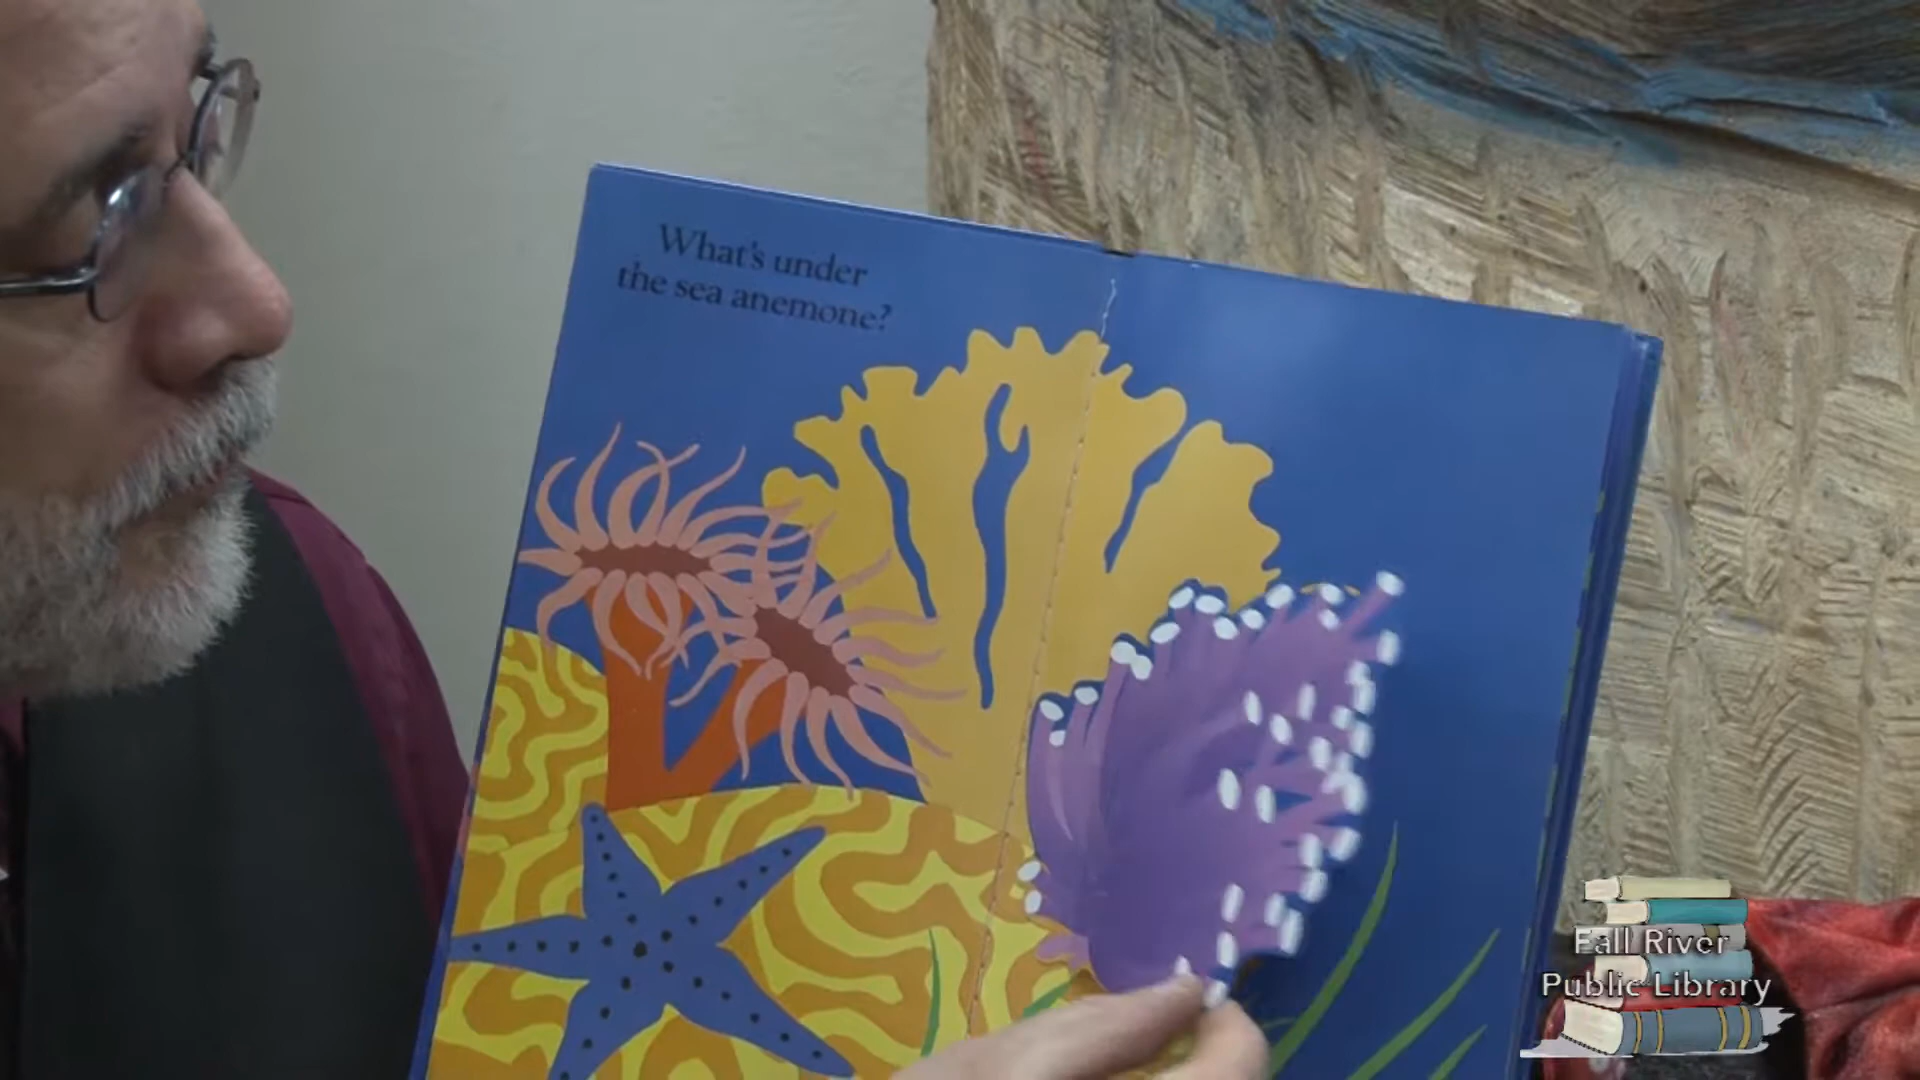 What's under
the sea anemone?
Fall River
Public Library